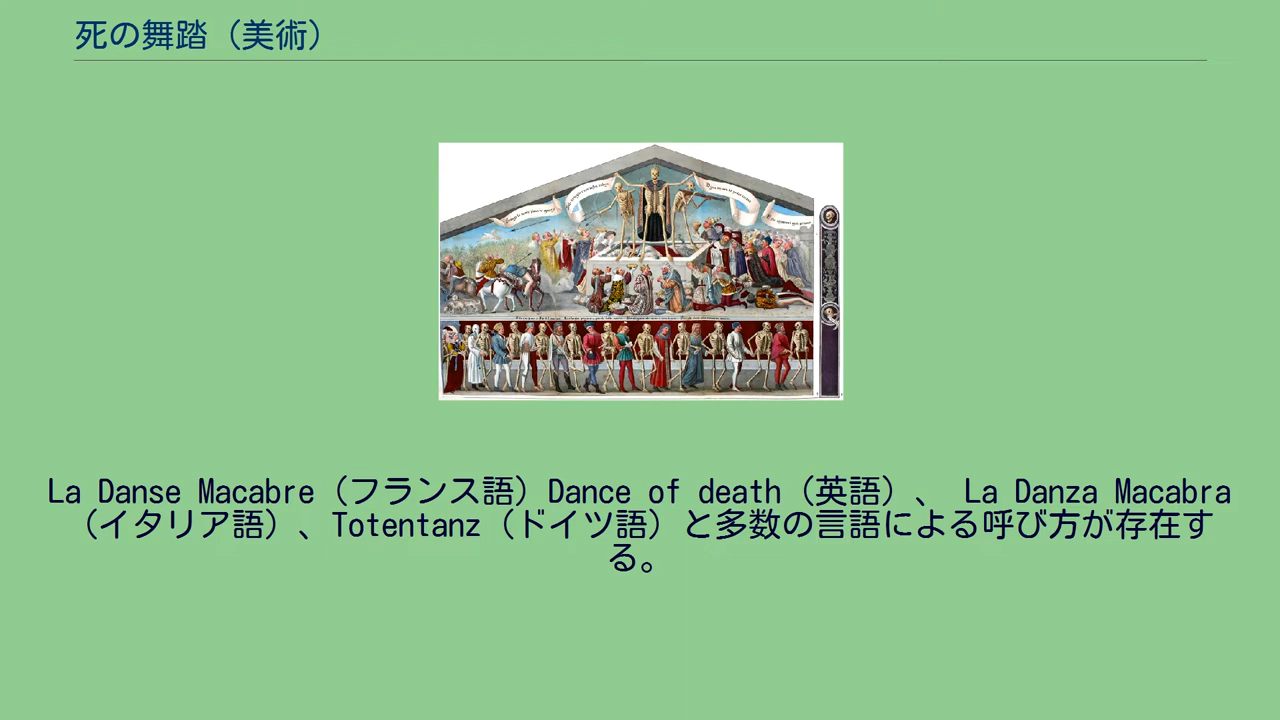 死の舞踏（美術）
La Danse Macabre（フランス語）Dance of death（英語）、 La Danza Macabra
（イタリア語）、Totentanz（ドイツ語）と多数の言語による呼び方が存在す
る。